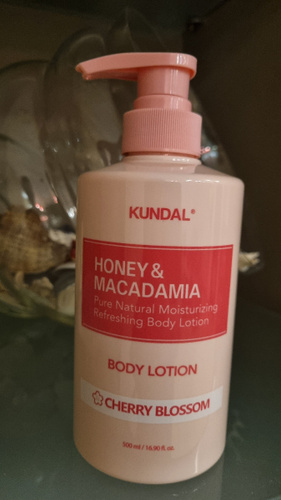 KUNDAL®
HONEY &
MACADAMIA
Pure Natural Moisturizing
Refreshing Body Lotion
BODY LOTION
CHERRY BLOSSOM
500 ml / 16.90 fl. oz.